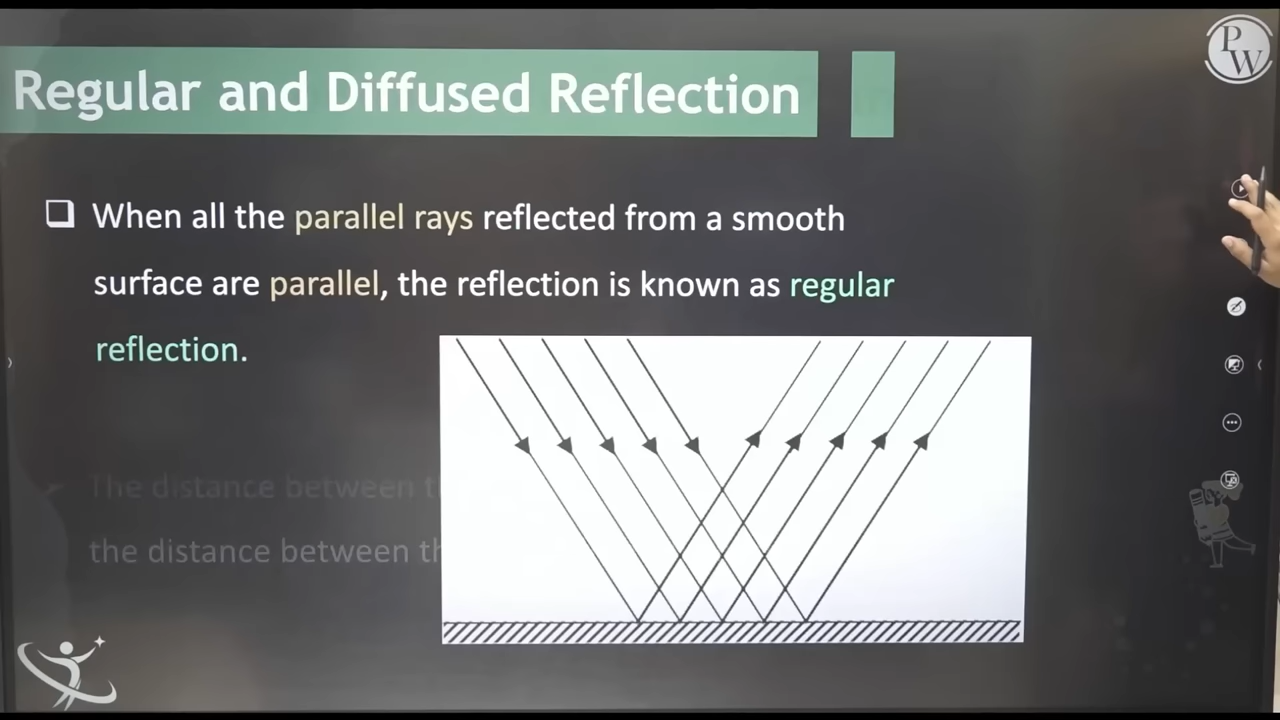 PW
Regular and Diffused Reflection
When all the parallel rays reflected from a smooth
surface are parallel, the reflection is known as regular
reflection.
The distance between
the distance between